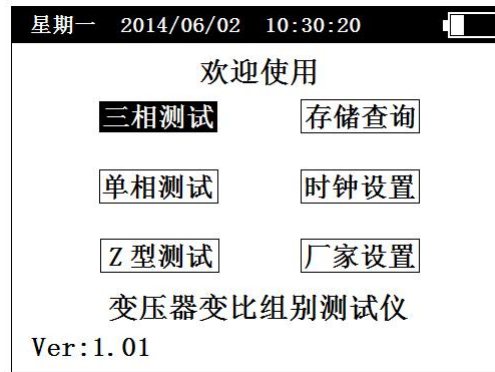 星期一 2014/06/02 10:30:20
欢迎使用
三相测试 存储查询
单相测试 时钟设置
Z型测试 厂家设置
变压器变比组别测试仪
Ver:1.01